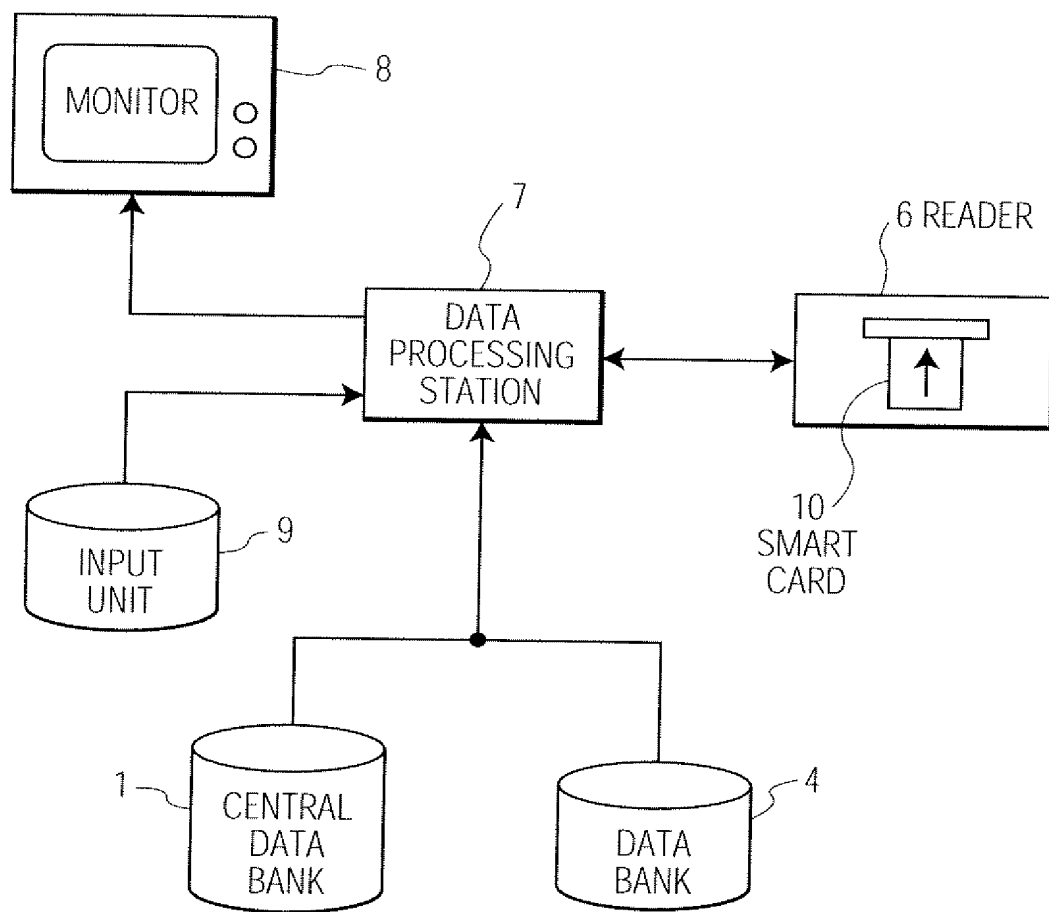 8
MONITOR
7
6 READER
DATA
PROCESSING
STATION
10
SMART
CARD
9
INPUT
UNIT
1
CENTRAL
DATA
BANK
4
DATA
BANK